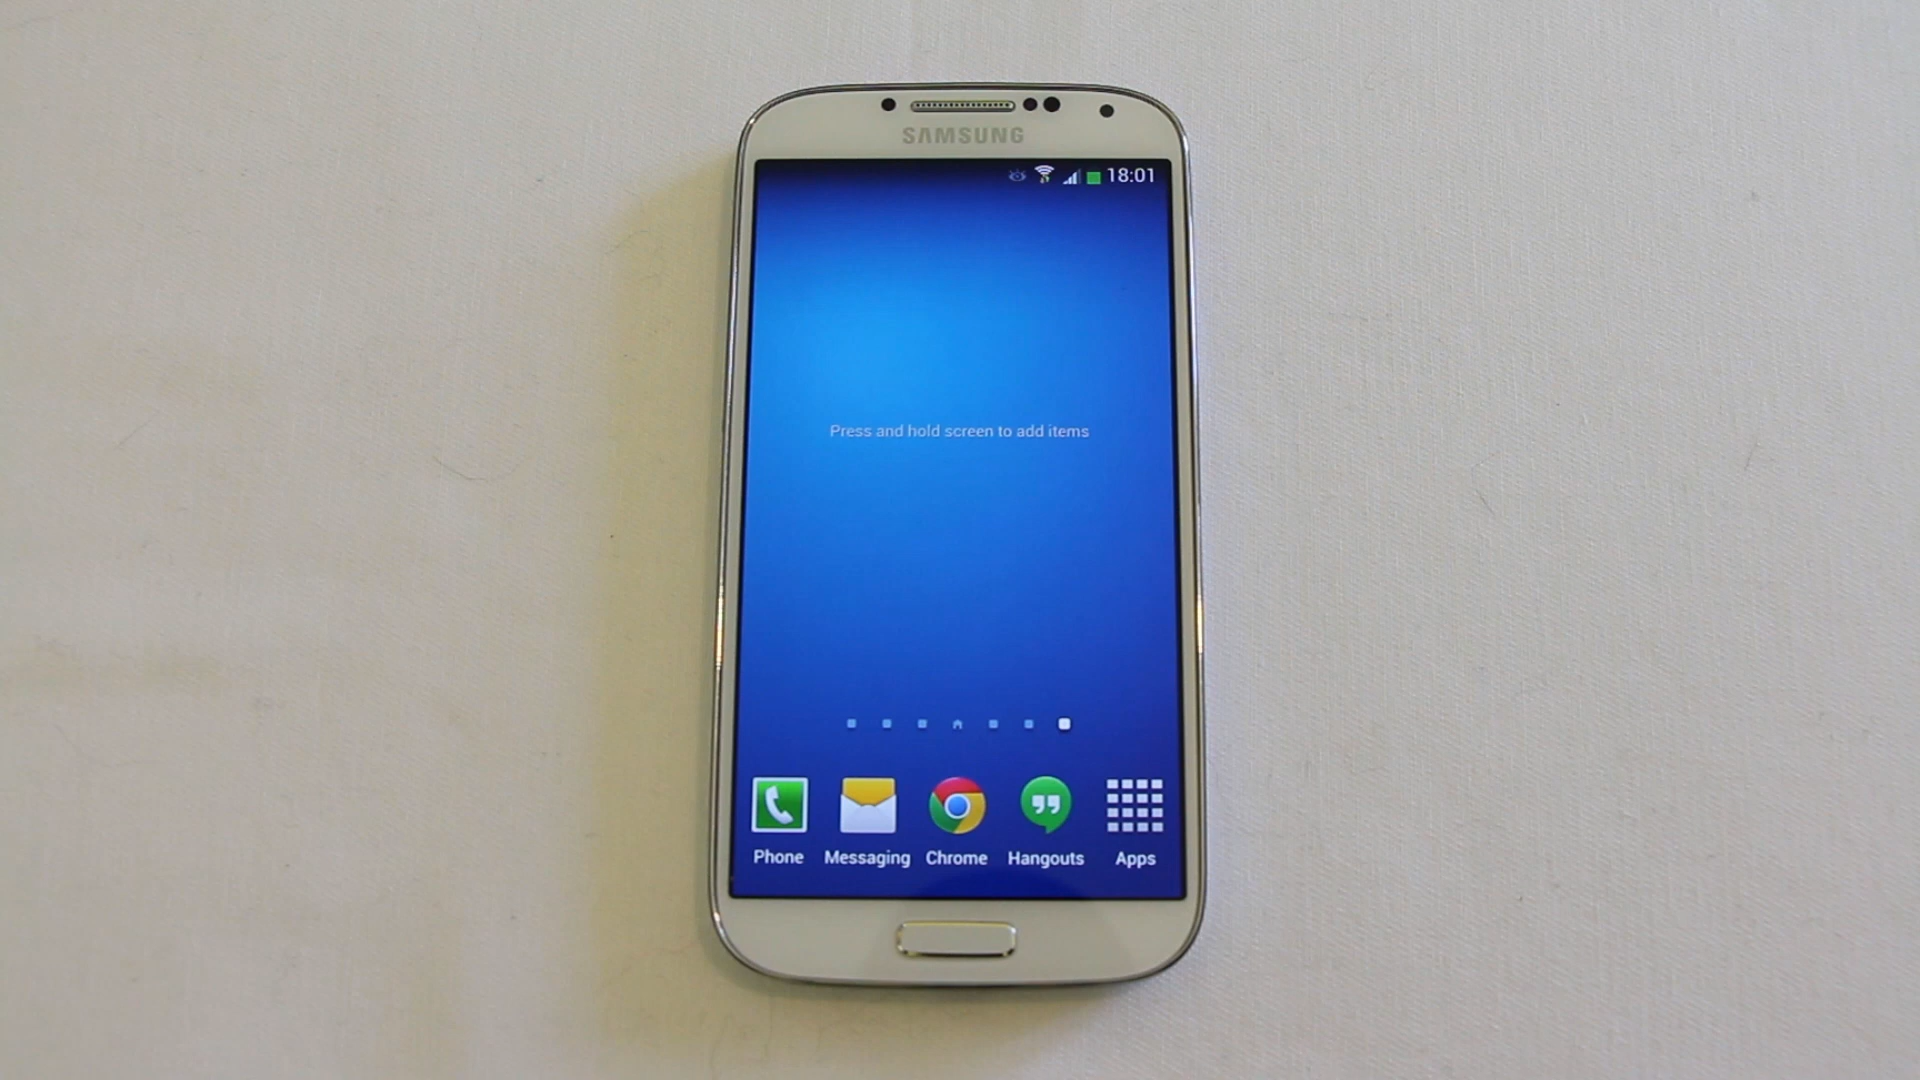 SAMSUNG
18:01
Press and hold screen to add items
Phone Messaging Chrome Hangouts Apps